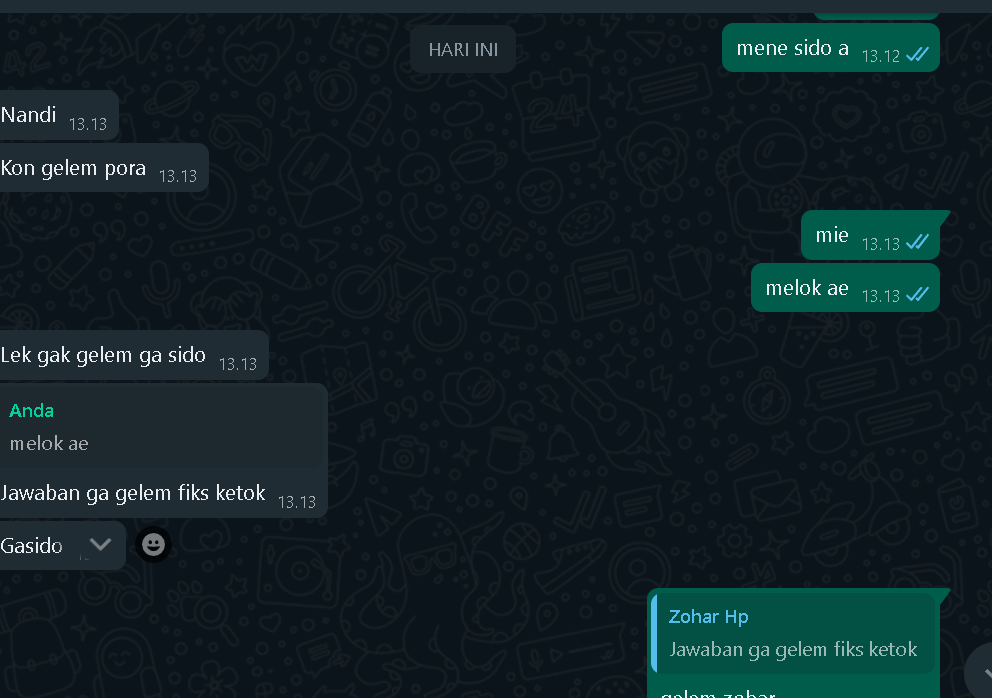 HARI INI
mene sido a 13.12
Nandi 13.13
Kon gelem pora 13.13
mie 13.13
melok ae 13.13
Lek gak gelem ga sido 13.13
Anda
melok ae
Jawaban ga gelem fiks ketok 13.13
Gasido
Zohar Hp
Jawaban ga gelem fiks ketok
gelem zohar